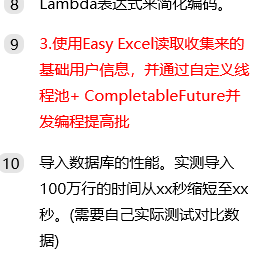 8 Lambda表达式来简化编码。
9 3.使用Easy Excel读取收集来的
基础用户信息，并通过自定义线
程池+ CompletableFuture并
发编程提高批
10 导入数据库的性能。实测导入
100万行的时间从xx秒缩短至xx
秒。(需要自己实际测试对比数
据)